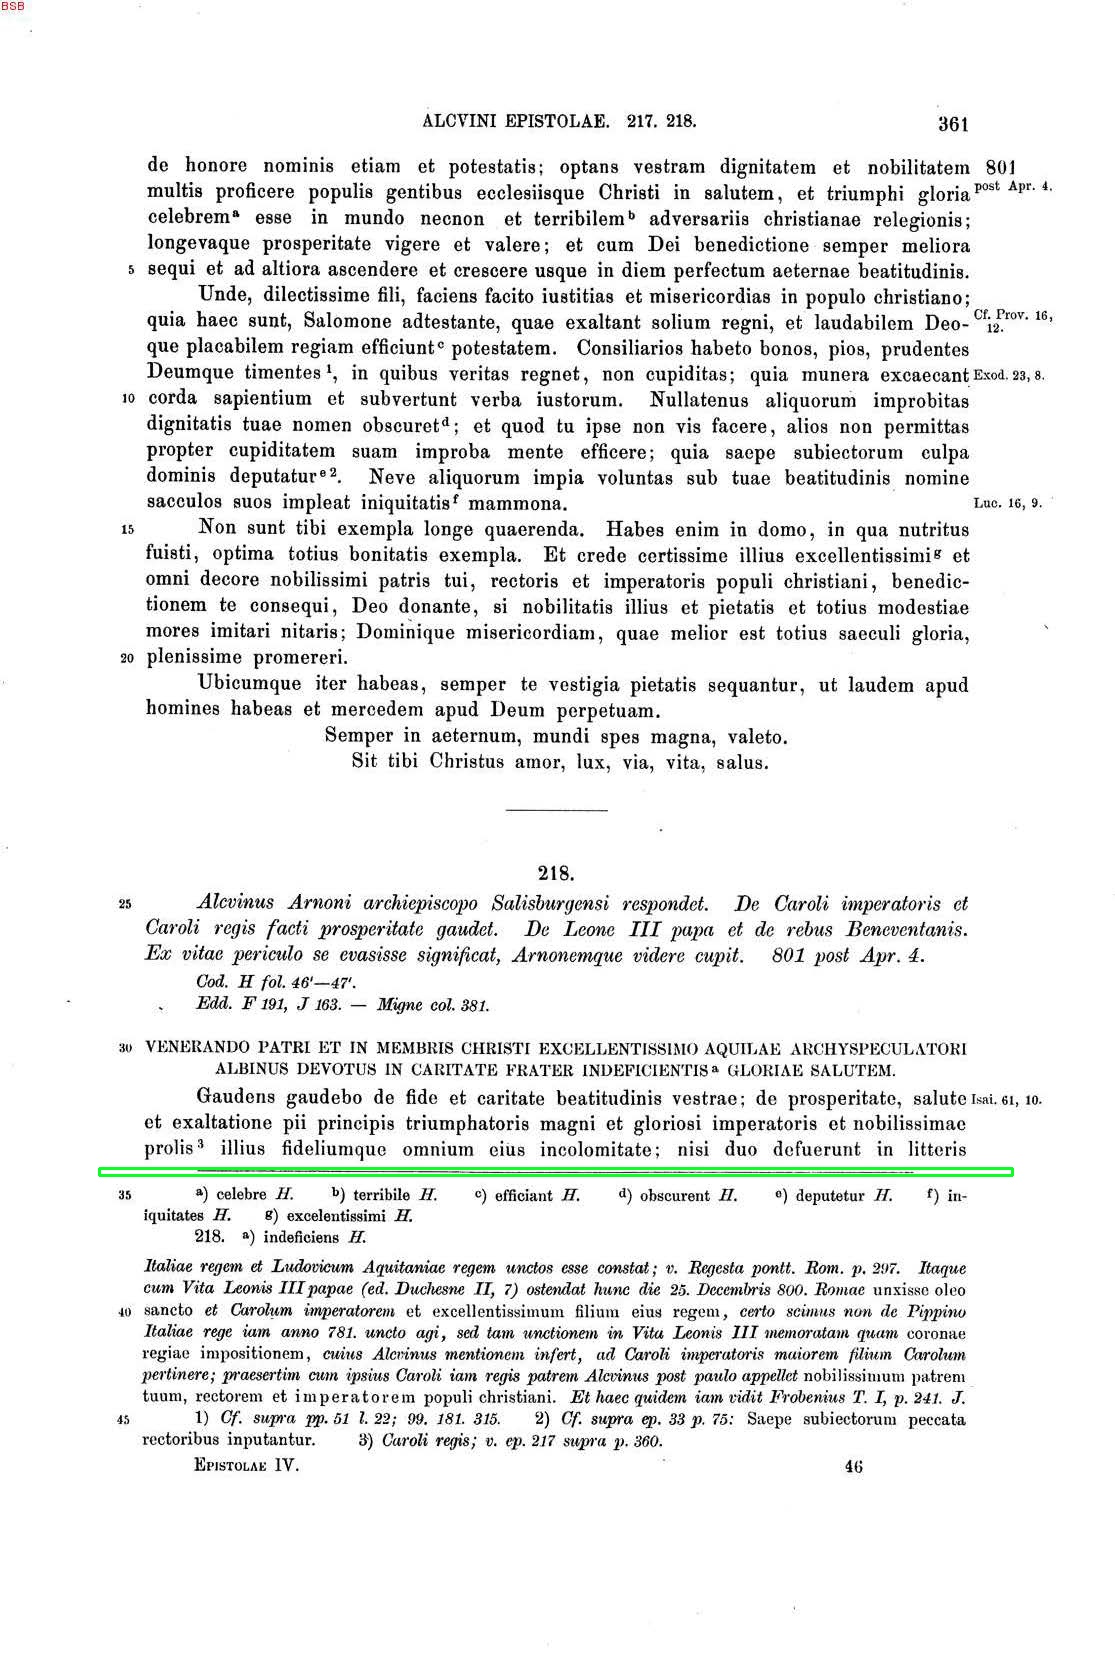 BSB
ALCVINI EPISTOLAE. 217. 218. 361
de honore nominis etiam et potestatis; optans vestram dignitatem et nobilitatem 801
multis proficere populis gentibus ecclesiisque Christi in salutem, et triumphi gloria post Apr. 4.
celebremᵃ esse in mundo necnon et terribilemᵇ adversariis christianae relegionis;
longevaque prosperitate vigere et valere; et cum Dei benedictione semper meliora
5 sequi et ad altiora ascendere et crescere usque in diem perfectum aeternae beatitudinis.
Unde, dilectissime fili, faciens facito iustitias et misericordias in populo christiano;
quia haec sunt, Salomone adtestante, quae exaltant solium regni, et laudabilem Deo- Cf. Prov. 16, 12.
que placabilem regiam efficiuntᶜ potestatem. Consiliarios habeto bonos, pios, prudentes
Deumque timentes ¹, in quibus veritas regnet, non cupiditas; quia munera excaecant Exod. 23, 8.
10 corda sapientium et subvertunt verba iustorum. Nullatenus aliquorum improbitas
dignitatis tuae nomen obscuretᵈ; et quod tu ipse non vis facere, alios non permittas
propter cupiditatem suam improba mente efficere; quia saepe subiectorum culpa
dominis deputaturᵉ ². Neve aliquorum impia voluntas sub tuae beatitudinis nomine
sacculos suos impleat iniquitatisᶠ mammona. Luc. 16, 9.
15 Non sunt tibi exempla longe quaerenda. Habes enim in domo, in qua nutritus
fuisti, optima totius bonitatis exempla. Et crede certissime illius excellentissimiᵍ et
omni decore nobilissimi patris tui, rectoris et imperatoris populi christiani, benedic-
tionem te consequi, Deo donante, si nobilitatis illius et pietatis et totius modestiae
mores imitari nitaris; Dominique misericordiam, quae melior est totius saeculi gloria,
20 plenissime promereri.
Ubicumque iter habeas, semper te vestigia pietatis sequantur, ut laudem apud
homines habeas et mercedem apud Deum perpetuam.
Semper in aeternum, mundi spes magna, valeto.
Sit tibi Christus amor, lux, via, vita, salus.
218.
25 Alcvinus Arnoni archiepiscopo Salisburgensi respondet. De Caroli imperatoris et
Caroli regis facti prosperitate gaudet. De Leone III papa et de rebus Beneventanis.
Ex vitae periculo se evasisse significat, Arnonemque videre cupit. 801 post Apr. 4.
Cod. H fol. 46'—47'.
Edd. F 191, J 163. — Migne col. 381.
30 VENERANDO PATRI ET IN MEMBRIS CHRISTI EXCELLENTISSIMO AQUILAE ARCHYSPECULATORI
ALBINUS DEVOTUS IN CARITATE FRATER INDEFICIENTISᵃ GLORIAE SALUTEM.
Gaudens gaudebo de fide et caritate beatitudinis vestrae; de prosperitate, salute Isai. 61, 10.
et exaltatione pii principis triumphatoris magni et gloriosi imperatoris et nobilissimae
prolis ³ illius fideliumque omnium eius incolomitate; nisi duo defuerunt in litteris
35 a) celebre H. b) terribile H. c) efficiant H. d) obscurent H. e) deputetur H. f) in-
iquitates H. g) excelentissimi H.
218. a) indeficiens H.
Italiae regem et Ludovicum Aquitaniae regem unctos esse constat; v. Regesta pontt. Rom. p. 297. Itaque
cum Vita Leonis III papae (ed. Duchesne II, 7) ostendat hunc die 25. Decembris 800. Romae unxisse oleo
40 sancto et Carolum imperatorem et excellentissimum filium eius regem, certo scimus non de Pippino
Italiae rege iam anno 781. uncto agi, sed tam unctionem in Vita Leonis III memoratam quam coronae
regiae impositionem, cuius Alcvinus mentionem infert, ad Caroli imperatoris maiorem filium Carolum
pertinere; praesertim cum ipsius Caroli iam regis patrem Alcvinus post paulo appellet nobilissimum patrem
tuum, rectorem et imperatorem populi christiani. Et haec quidem iam vidit Frobenius T. I, p. 241. J.
45 1) Cf. supra pp. 51 l. 22; 99. 181. 315. 2) Cf. supra ep. 33 p. 75: Saepe subiectorum peccata
rectoribus inputantur. 3) Caroli regis; v. ep. 217 supra p. 360.
EPISTOLAE IV. 46